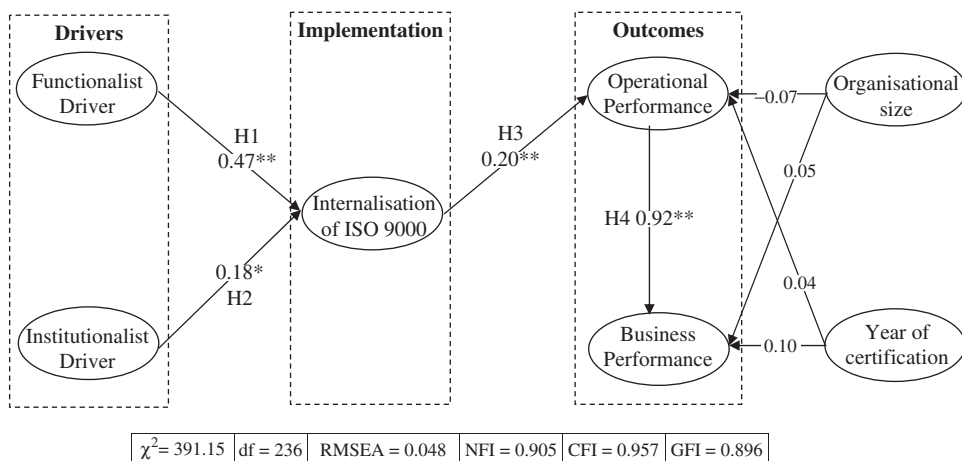 Drivers
Implementation
Outcomes
Functionalist
Driver
Operational
Performance
Organisational
size
–0.07
H1
0.47**
H3
0.20**
0.05
Internalisation
of ISO 9000
H4 0.92**
0.18*
H2
0.04
Institutionalist
Driver
Business
Performance
0.10
Year of
certification
χ²= 391.15 df = 236 RMSEA = 0.048 NFI = 0.905 CFI = 0.957 GFI = 0.896